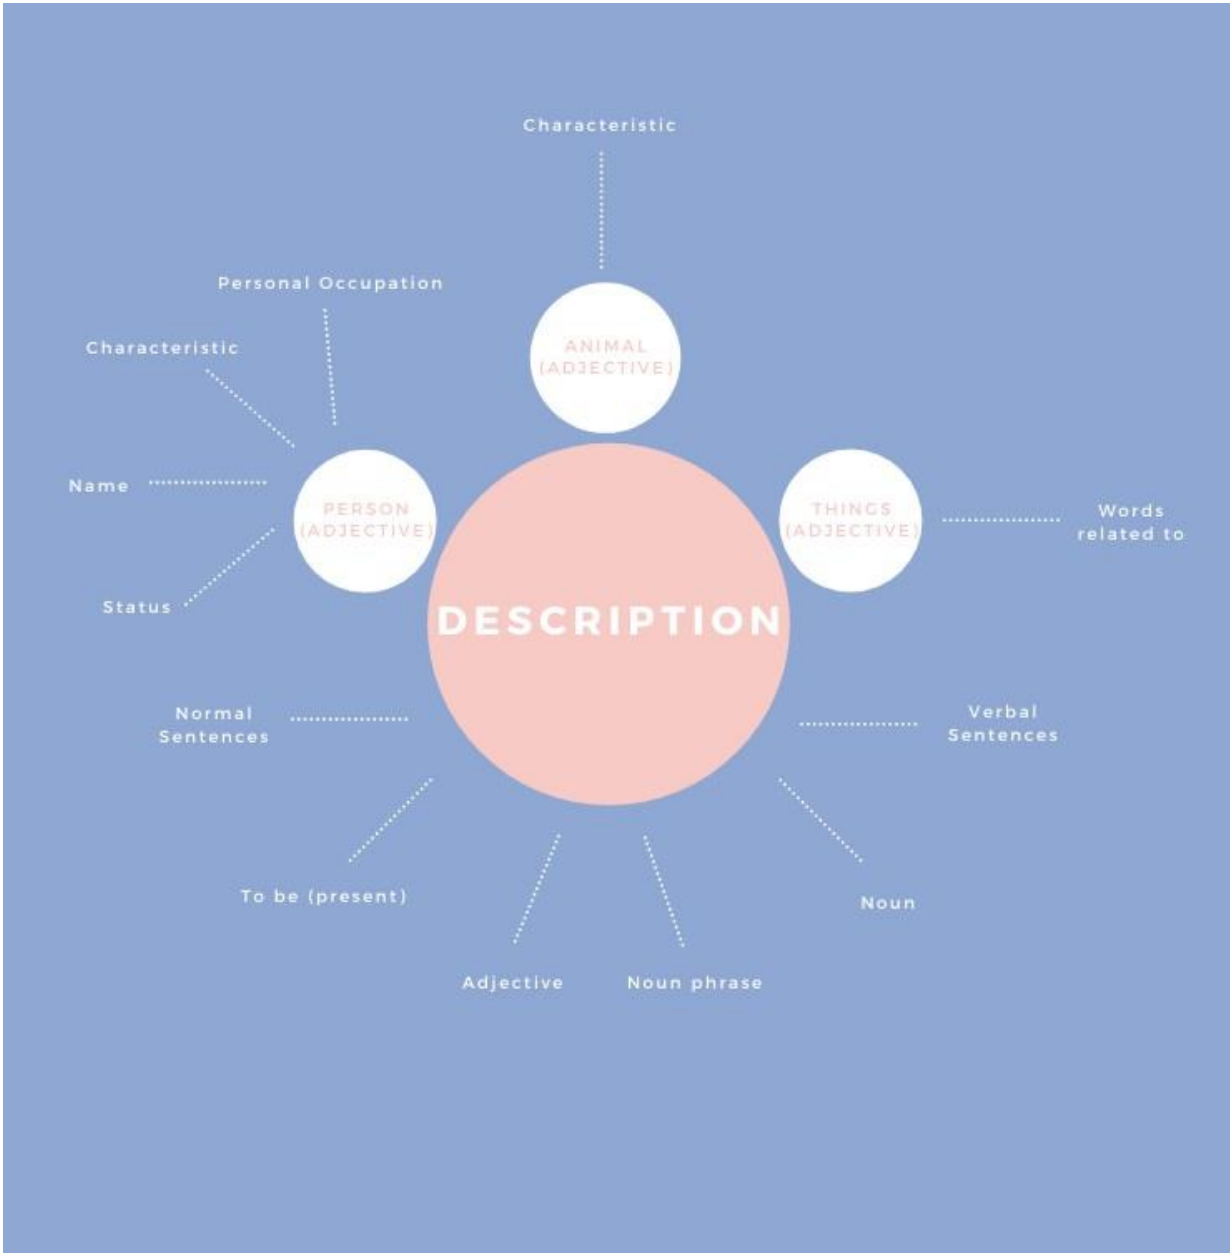 Characteristic
Personal Occupation
Characteristic
ANIMAL
(ADJECTIVE)
Name
PERSON
(ADJECTIVE)
THINGS
(ADJECTIVE)
Words
related to
Status
DESCRIPTION
Normal
Sentences
Verbal
Sentences
To be (present)
Noun
Adjective
Noun phrase